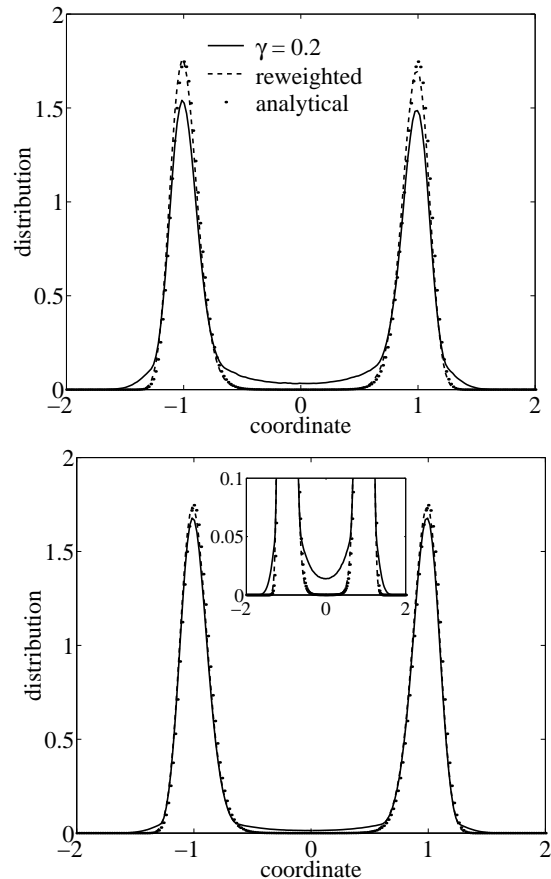 2
1.5
1
0.5
0
distribution
γ = 0.2
reweighted
analytical
−2 −1 0 1 2
coordinate
2
1.5
1
0.5
0
distribution
0.1
0.05
0
−2 0 2
−2 −1 0 1 2
coordinate